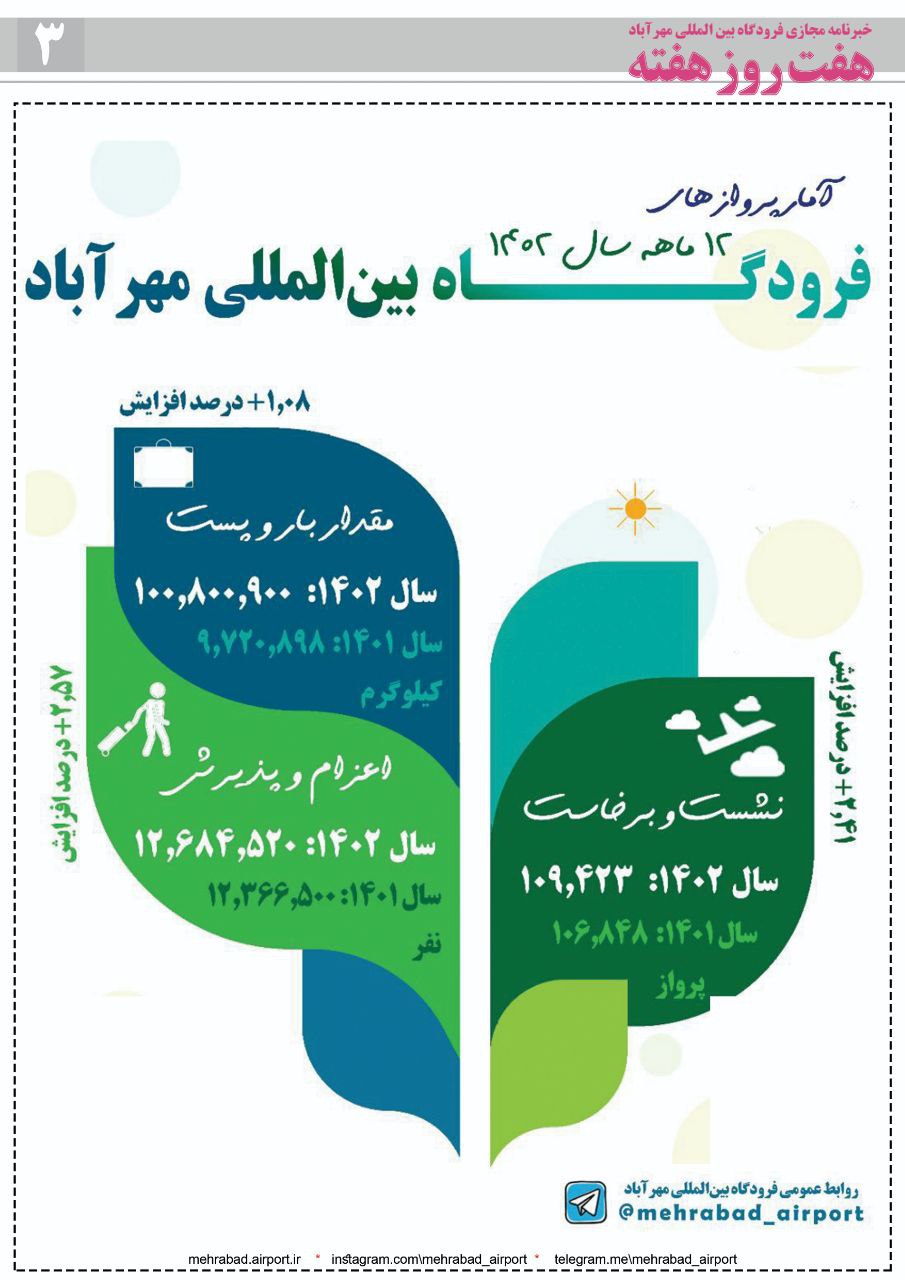 ۳
خبرنامه مجازی فرودگاه بین المللی مهرآباد
هفت روز هفته
آمار پروازهای
۱۲ ماهه سال ۱۴۰۲
فرودگاه بین‌المللی مهرآباد
۱,۰۸+ درصد افزایش
مقدار بار و پست
سال ۱۴۰۲: ۱۰۰,۸۰۰,۹۰۰
سال ۱۴۰۱: ۹,۷۲۰,۸۹۸
کیلوگرم
۲,۵۷+ درصد افزایش
اعزام و پذیرش
سال ۱۴۰۲: ۱۲,۶۸۴,۵۲۰
سال ۱۴۰۱: ۱۲,۳۶۶,۵۰۰
نفر
۲,۴۱+ درصد افزایش
نشست و برخاست
سال ۱۴۰۲: ۱۰۹,۴۲۳
سال ۱۴۰۱: ۱۰۶,۸۴۸
پرواز
روابط عمومی فرودگاه بین‌المللی مهرآباد
@mehrabad_airport
mehrabad.airport.ir * instagram.com\mehrabad_airport * telegram.me\mehrabad_airport